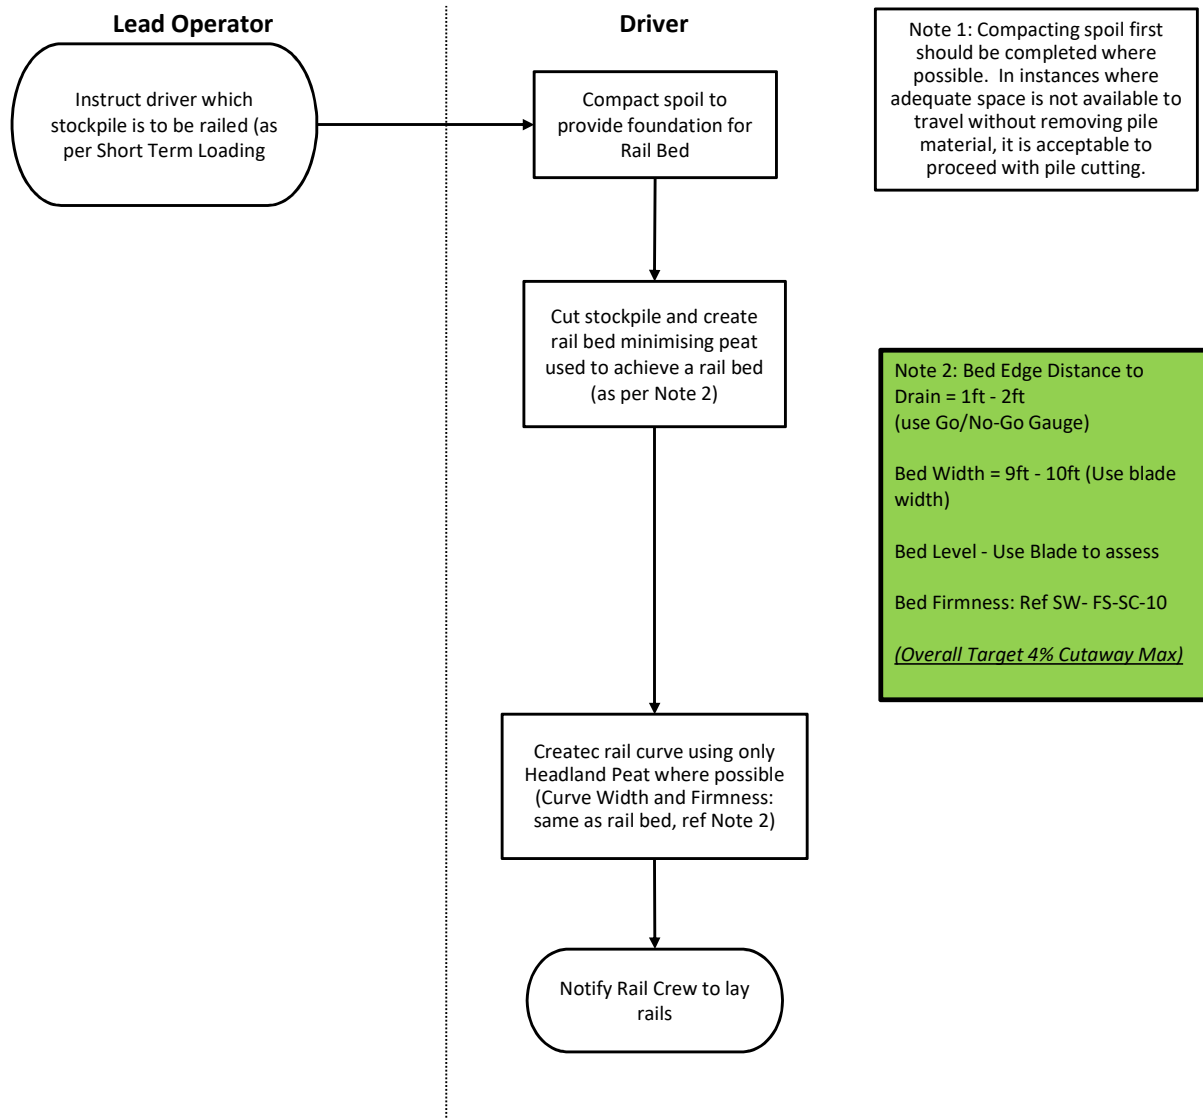 Lead Operator
Driver
Instruct driver which
stockpile is to be railed (as
per Short Term Loading
Compact spoil to
provide foundation for
Rail Bed
Note 1: Compacting spoil first
should be completed where
possible.  In instances where
adequate space is not available to
travel without removing pile
material, it is acceptable to
proceed with pile cutting.
Cut stockpile and create
rail bed minimising peat
used to achieve a rail bed
(as per Note 2)
Note 2: Bed Edge Distance to
Drain = 1ft - 2ft
(use Go/No-Go Gauge)
Bed Width = 9ft - 10ft (Use blade
width)
Bed Level - Use Blade to assess
Bed Firmness: Ref SW- FS-SC-10
(Overall Target 4% Cutaway Max)
Createc rail curve using only
Headland Peat where possible
(Curve Width and Firmness:
same as rail bed, ref Note 2)
Notify Rail Crew to lay
rails